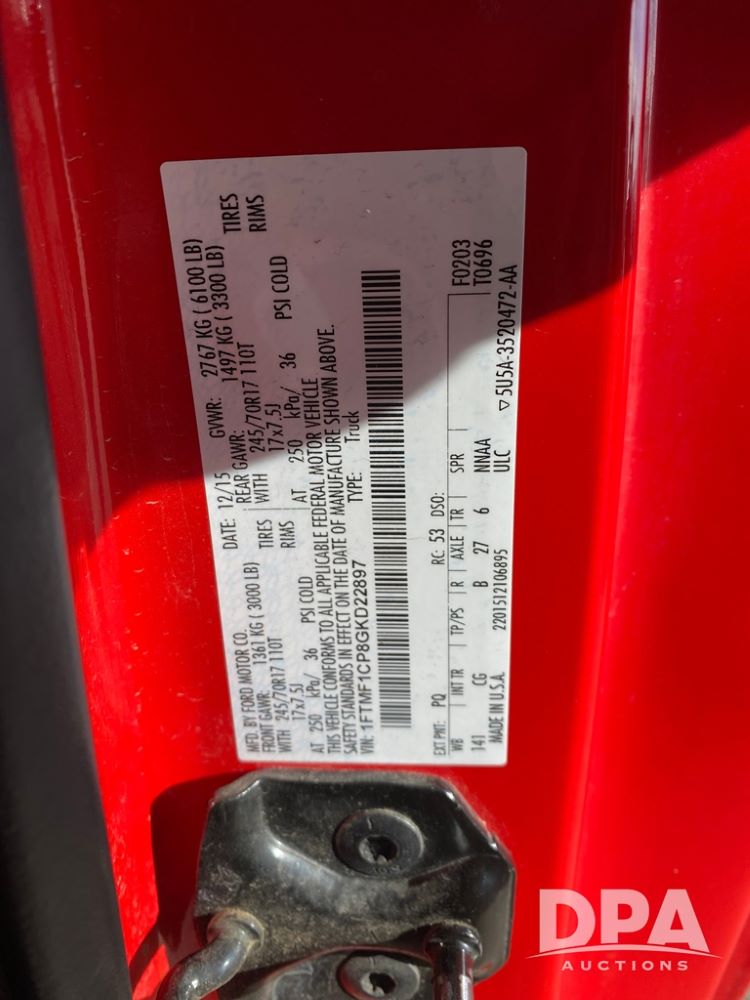 MFD. BY FORD MOTOR CO. DATE: 12/15 GVWR: 2767 KG ( 6100 LB)
FRONT GAWR: 1361 KG ( 3000 LB) REAR GAWR: 1497 KG ( 3300 LB)
WITH 245/70R17 110T TIRES WITH 245/70R17 110T TIRES
17x7.5J RIMS 17x7.5J RIMS
AT 250 kPa/ 36 PSI COLD AT 250 kPa/ 36 PSI COLD
THIS VEHICLE CONFORMS TO ALL APPLICABLE FEDERAL MOTOR VEHICLE
SAFETY STANDARDS IN EFFECT ON THE DATE OF MANUFACTURE SHOWN ABOVE.
VIN: 1FTMF1CP8GKD22897 TYPE: Truck
EXT PNT: PQ RC: 53 DSO: F0203
WB INT TR TP/PS R AXLE TR SPR T0696
141 CG B 27 6 NNAA
MADE IN U.S.A. 2201512106895 ULC ▽5U5A-3520472-AA
DPA
AUCTIONS